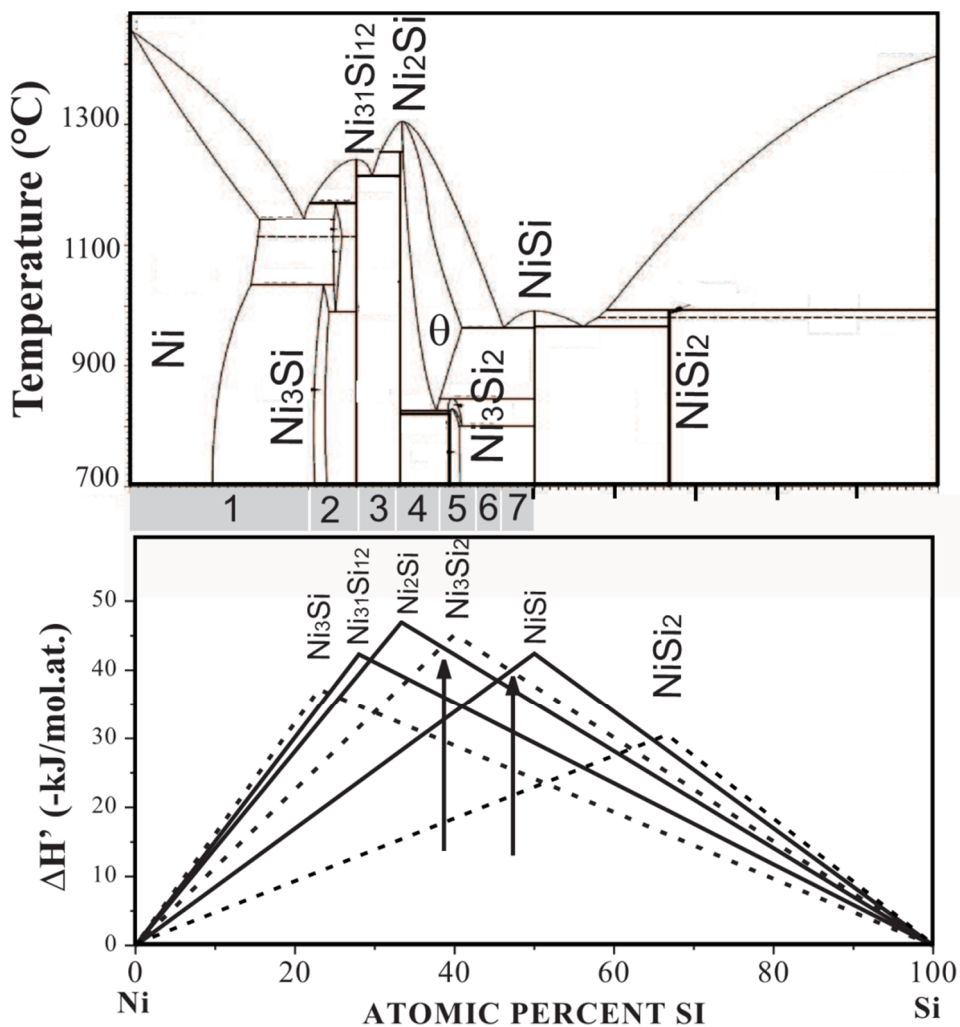 Temperature (°C)
1300
1100
900
700
Ni
Ni3Si
Ni31Si12
Ni2Si
θ
Ni3Si2
NiSi
NiSi2
1 2 3 4 5 6 7
ΔH' (-kJ/mol.at.)
50
40
30
20
10
0
Ni3Si
Ni31Si12
Ni2Si
Ni3Si2
NiSi
NiSi2
0 20 40 60 80 100
Ni
ATOMIC PERCENT SI
Si